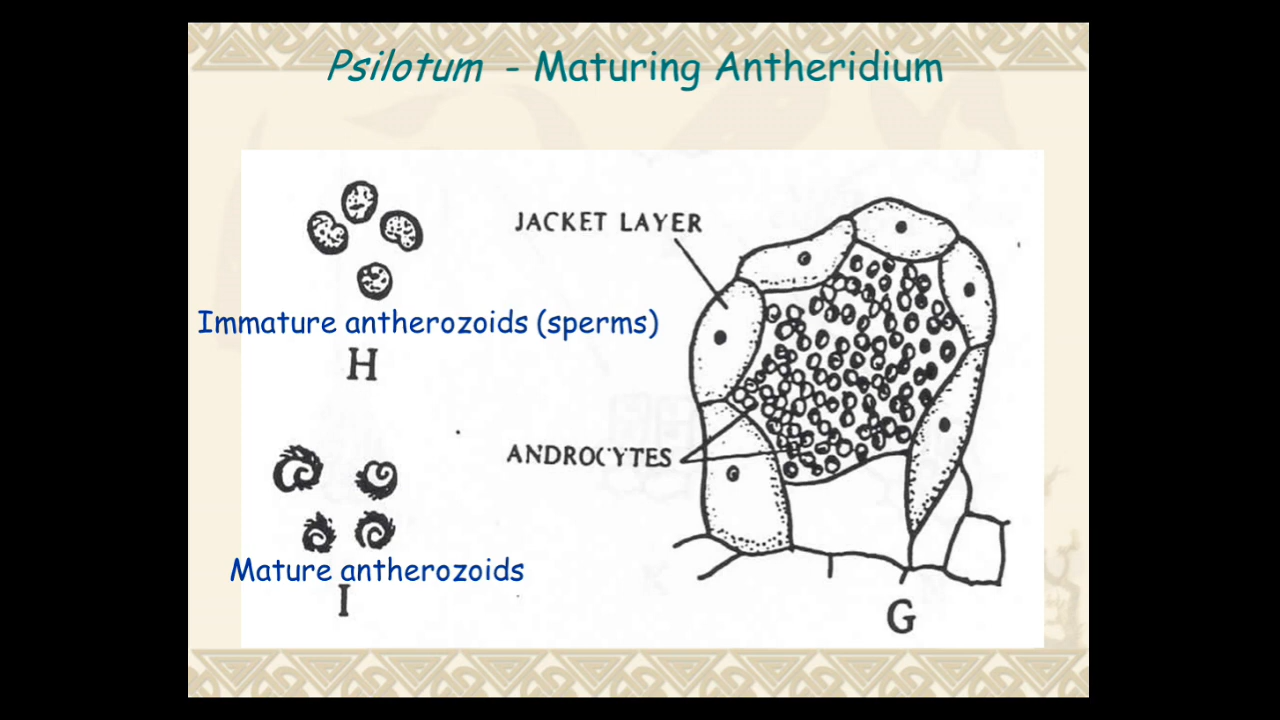 Psilotum - Maturing Antheridium
JACKET LAYER
Immature antherozoids (sperms)
H
ANDROCYTES
Mature antherozoids
I
G